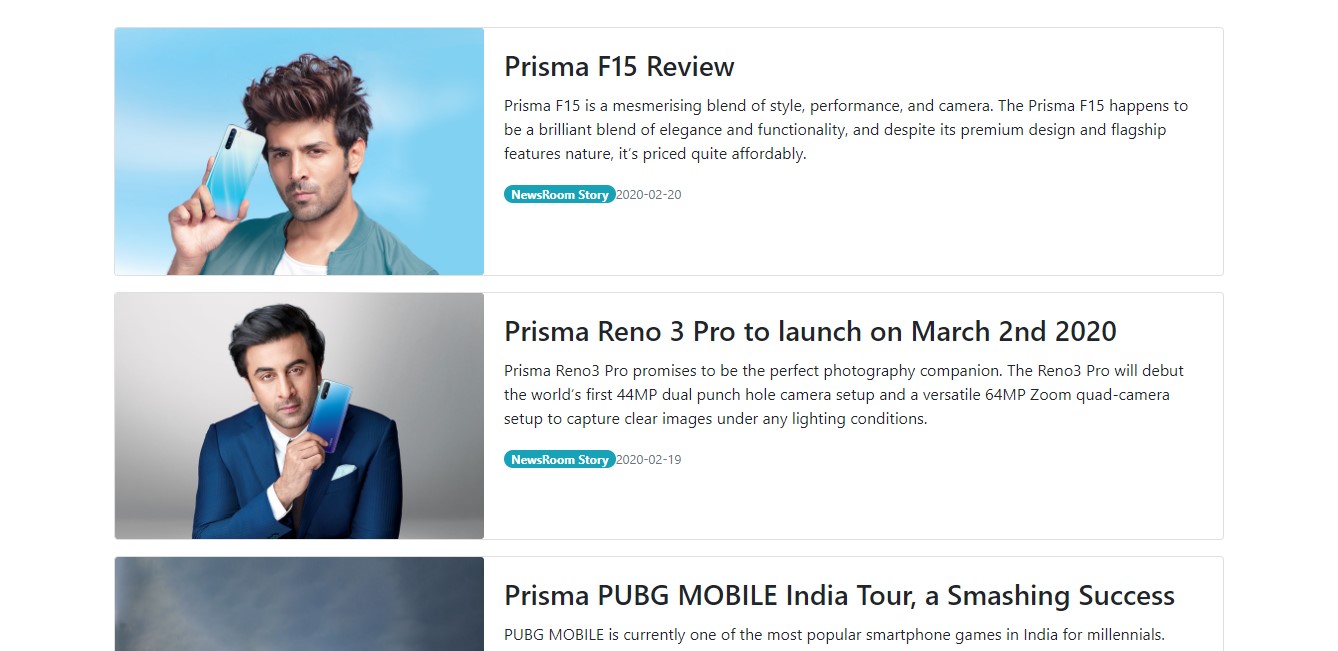 Prisma F15 Review
Prisma F15 is a mesmerising blend of style, performance, and camera. The Prisma F15 happens to
be a brilliant blend of elegance and functionality, and despite its premium design and flagship
features nature, it's priced quite affordably.
NewsRoom Story 2020-02-20
Prisma Reno 3 Pro to launch on March 2nd 2020
Prisma Reno3 Pro promises to be the perfect photography companion. The Reno3 Pro will debut
the world's first 44MP dual punch hole camera setup and a versatile 64MP Zoom quad-camera
setup to capture clear images under any lighting conditions.
NewsRoom Story 2020-02-19
Prisma PUBG MOBILE India Tour, a Smashing Success
PUBG MOBILE is currently one of the most popular smartphone games in India for millennials.